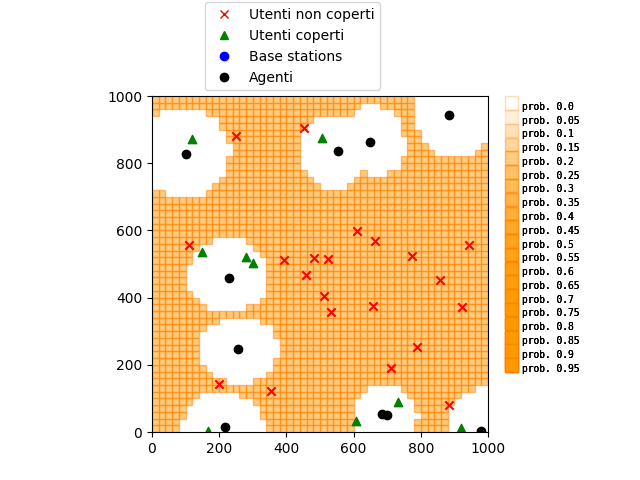 Utenti non coperti
Utenti coperti
Base stations
Agenti
1000
800
600
400
200
0
0 200 400 600 800 1000
prob. 0.0
prob. 0.05
prob. 0.1
prob. 0.15
prob. 0.2
prob. 0.25
prob. 0.3
prob. 0.35
prob. 0.4
prob. 0.45
prob. 0.5
prob. 0.55
prob. 0.6
prob. 0.65
prob. 0.7
prob. 0.75
prob. 0.8
prob. 0.85
prob. 0.9
prob. 0.95